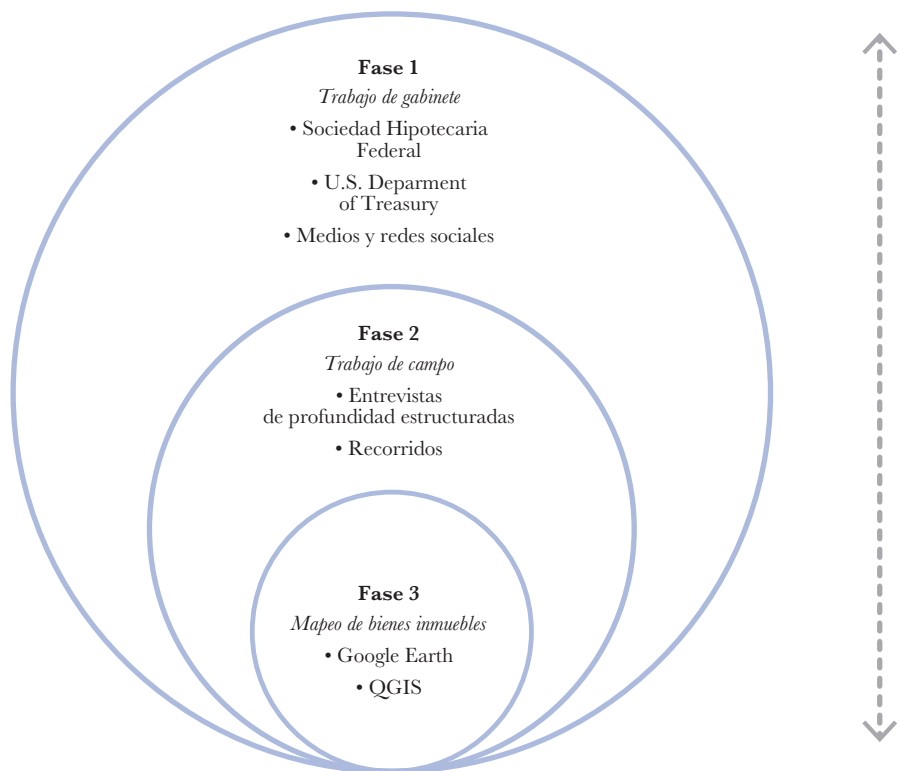 Fase 1
Trabajo de gabinete
• Sociedad Hipotecaria
Federal
• U.S. Deparment
of Treasury
• Medios y redes sociales
Fase 2
Trabajo de campo
• Entrevistas
de profundidad estructuradas
• Recorridos
Fase 3
Mapeo de bienes inmuebles
• Google Earth
• QGIS